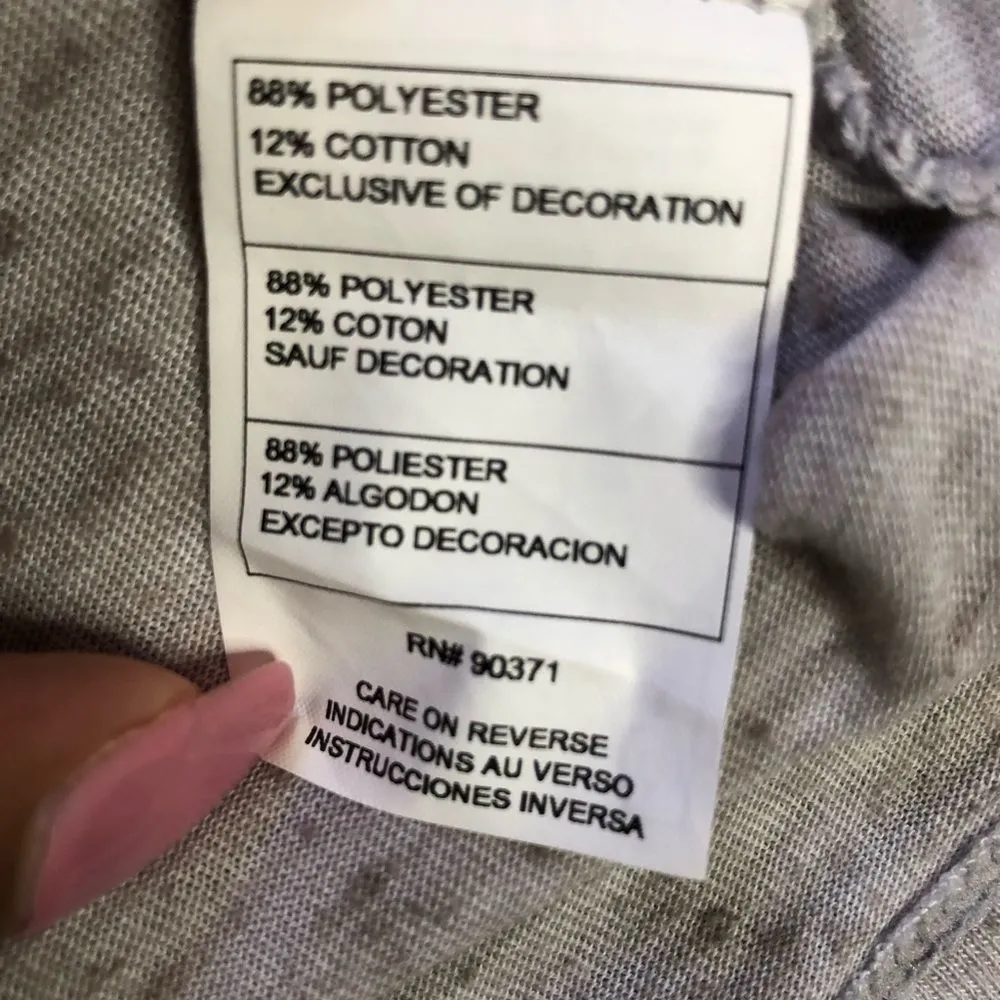 88% POLYESTER
12% COTTON
EXCLUSIVE OF DECORATION
88% POLYESTER
12% COTON
SAUF DECORATION
88% POLIESTER
12% ALGODON
EXCEPTO DECORACION
RN# 90371
CARE ON REVERSE
INDICATIONS AU VERSO
INSTRUCCIONES INVERSA